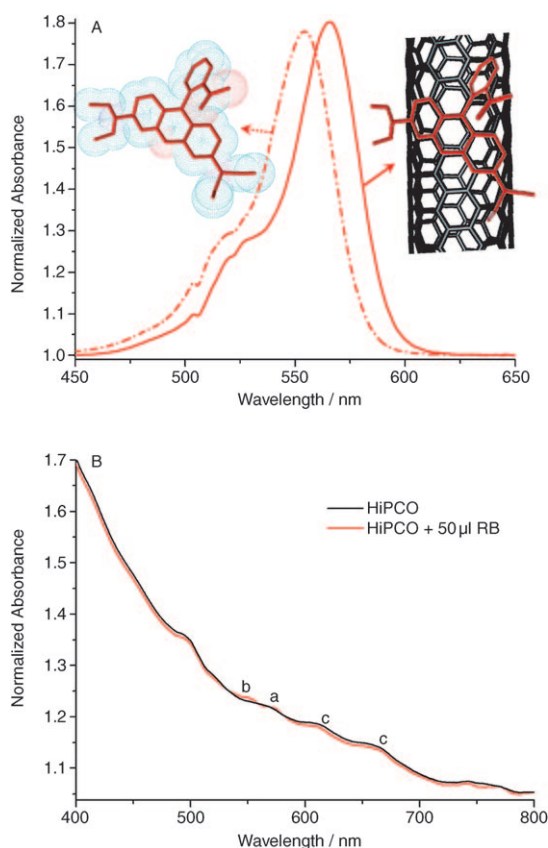 A
1.8
1.7
1.6
1.5
1.4
1.3
1.2
1.1
1.0
Normalized Absorbance
450
500
550
600
650
Wavelength / nm
B
1.7
1.6
1.5
1.4
1.3
1.2
1.1
Normalized Absorbance
HiPCO
HiPCO + 50 µl RB
b
a
c
c
400
500
600
700
800
Wavelength / nm